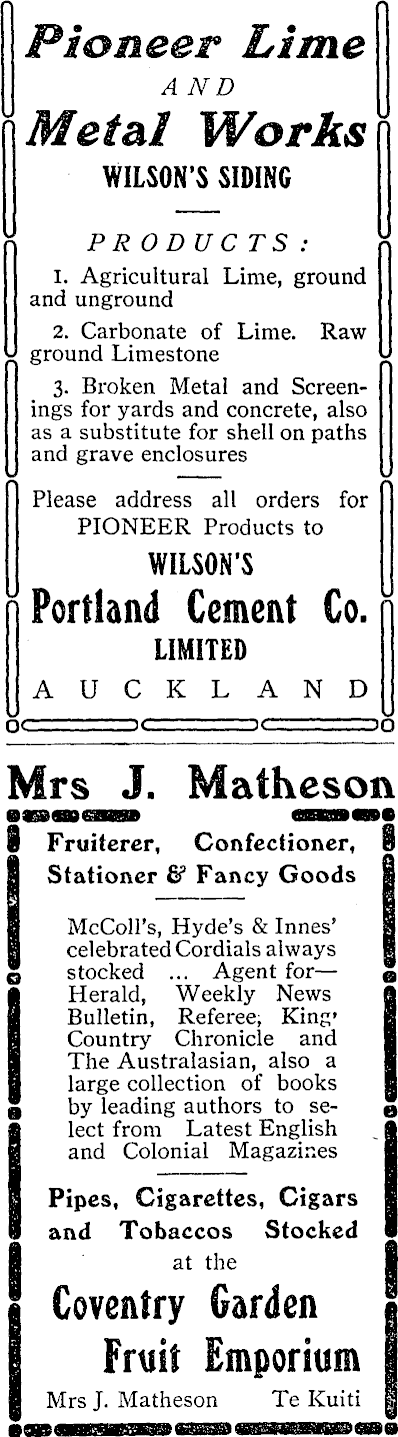 Pioneer Lime
AND
Metal Works
WILSON'S SIDING
PRODUCTS:
1. Agricultural Lime, ground
and unground
2. Carbonate of Lime. Raw
ground Limestone
3. Broken Metal and Screen-
ings for yards and concrete, also
as a substitute for shell on paths
and grave enclosures
Please address all orders for
PIONEER Products to
WILSON'S
Portland Cement Co.
LIMITED
AUCKLAND
Mrs J. Matheson
Fruiterer, Confectioner,
Stationer & Fancy Goods
McColl's, Hyde's & Innes'
celebrated Cordials always
stocked ... Agent for—
Herald, Weekly News
Bulletin, Referee, King'
Country Chronicle and
The Australasian, also a
large collection of books
by leading authors to se-
lect from Latest English
and Colonial Magazines
Pipes, Cigarettes, Cigars
and Tobaccos Stocked
at the
Coventry Garden
Fruit Emporium
Mrs J. Matheson Te Kuiti